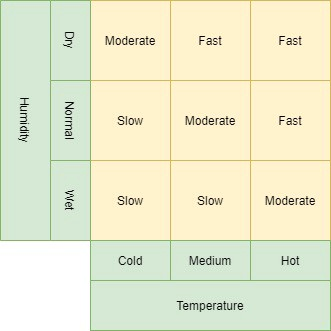 Humidity
Dry
Moderate
Fast
Fast
Normal
Slow
Moderate
Fast
Wet
Slow
Slow
Moderate
Cold
Medium
Hot
Temperature